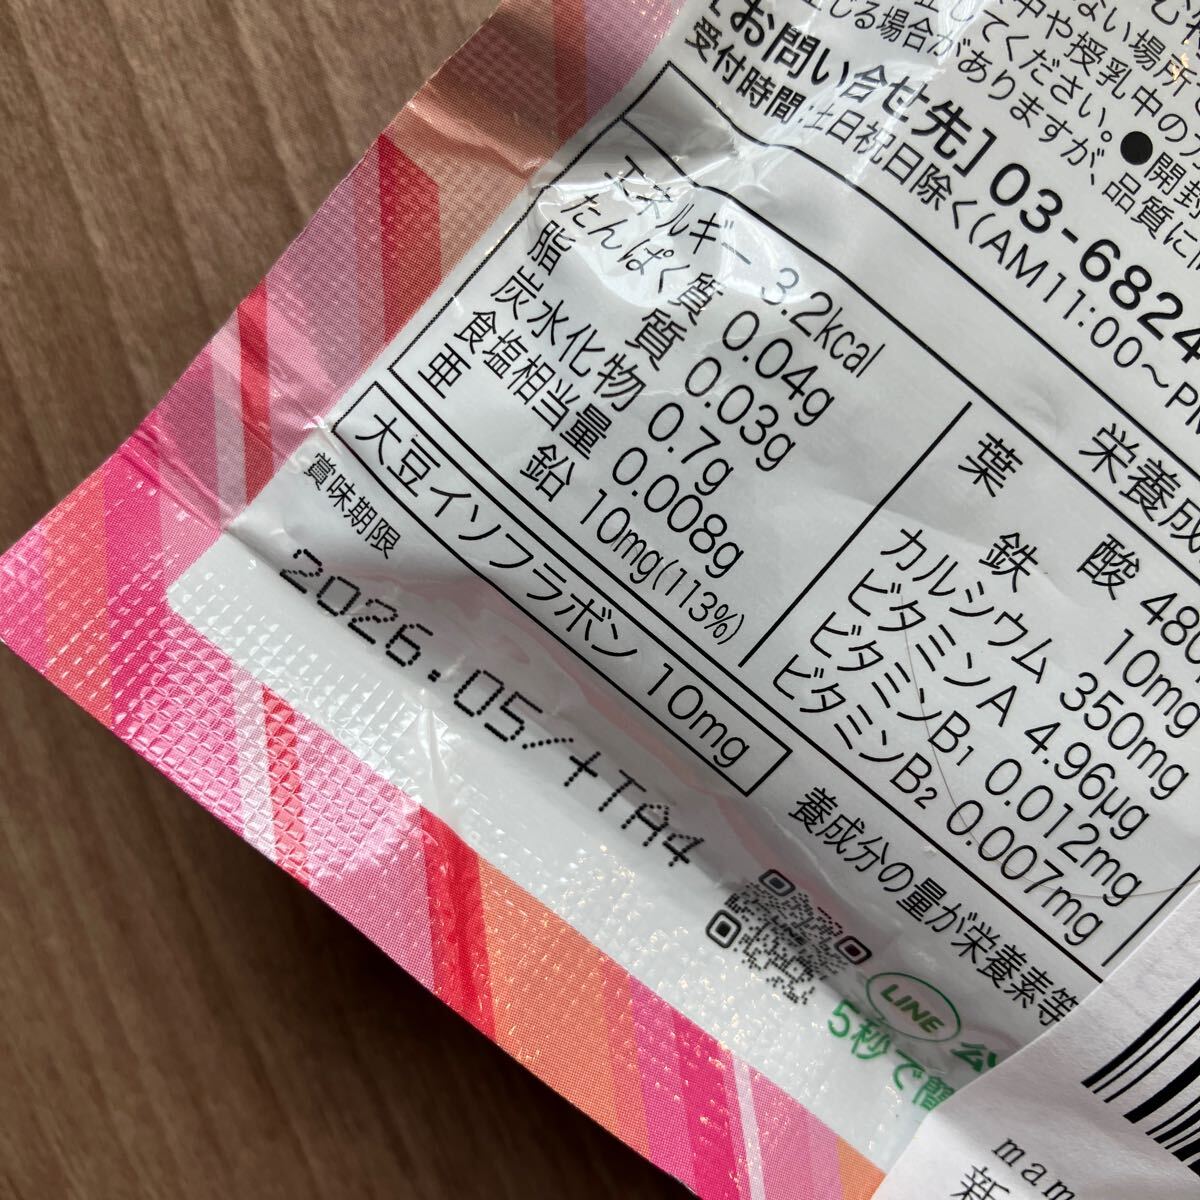 ない場所
してください。
中や授乳中の
じる場合がありますが、品質に
●開封
[お問い合せ先] 03-6824
受付時間:土日祝日除く(AM11:00〜PM
栄養成
エネルギー 3.2kcal
たんぱく質 0.04g
脂質 0.03g
炭水化物 0.7g
食塩相当量 0.008g
亜鉛 10mg(113%)
葉酸 480
鉄 10mg
カルシウム 350mg
ビタミンA 4.96μg
ビタミンB1 0.012mg
ビタミンB2 0.007mg
大豆イソフラボン 10mg
養成分の量が栄養素等
賞味期限
2026.05/+TA4
LINE 公
5秒で簡
mam
新